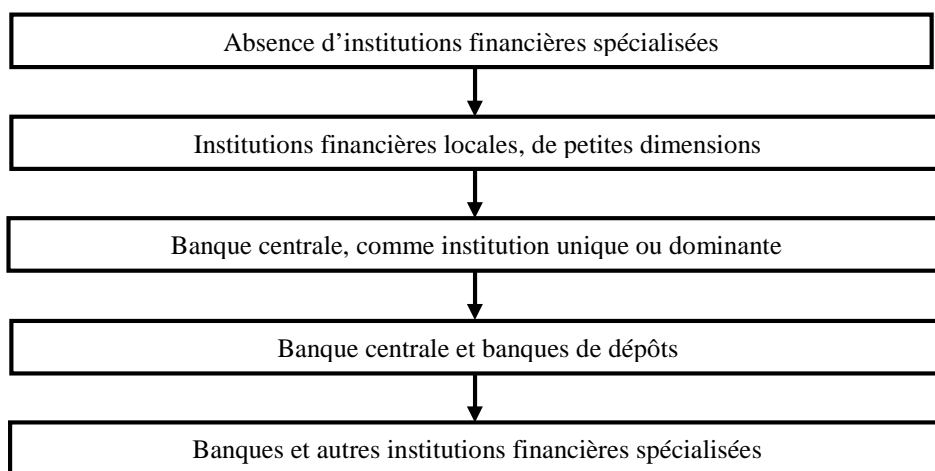 Absence d’institutions financières spécialisées
Institutions financières locales, de petites dimensions
Banque centrale, comme institution unique ou dominante
Banque centrale et banques de dépôts
Banques et autres institutions financières spécialisées